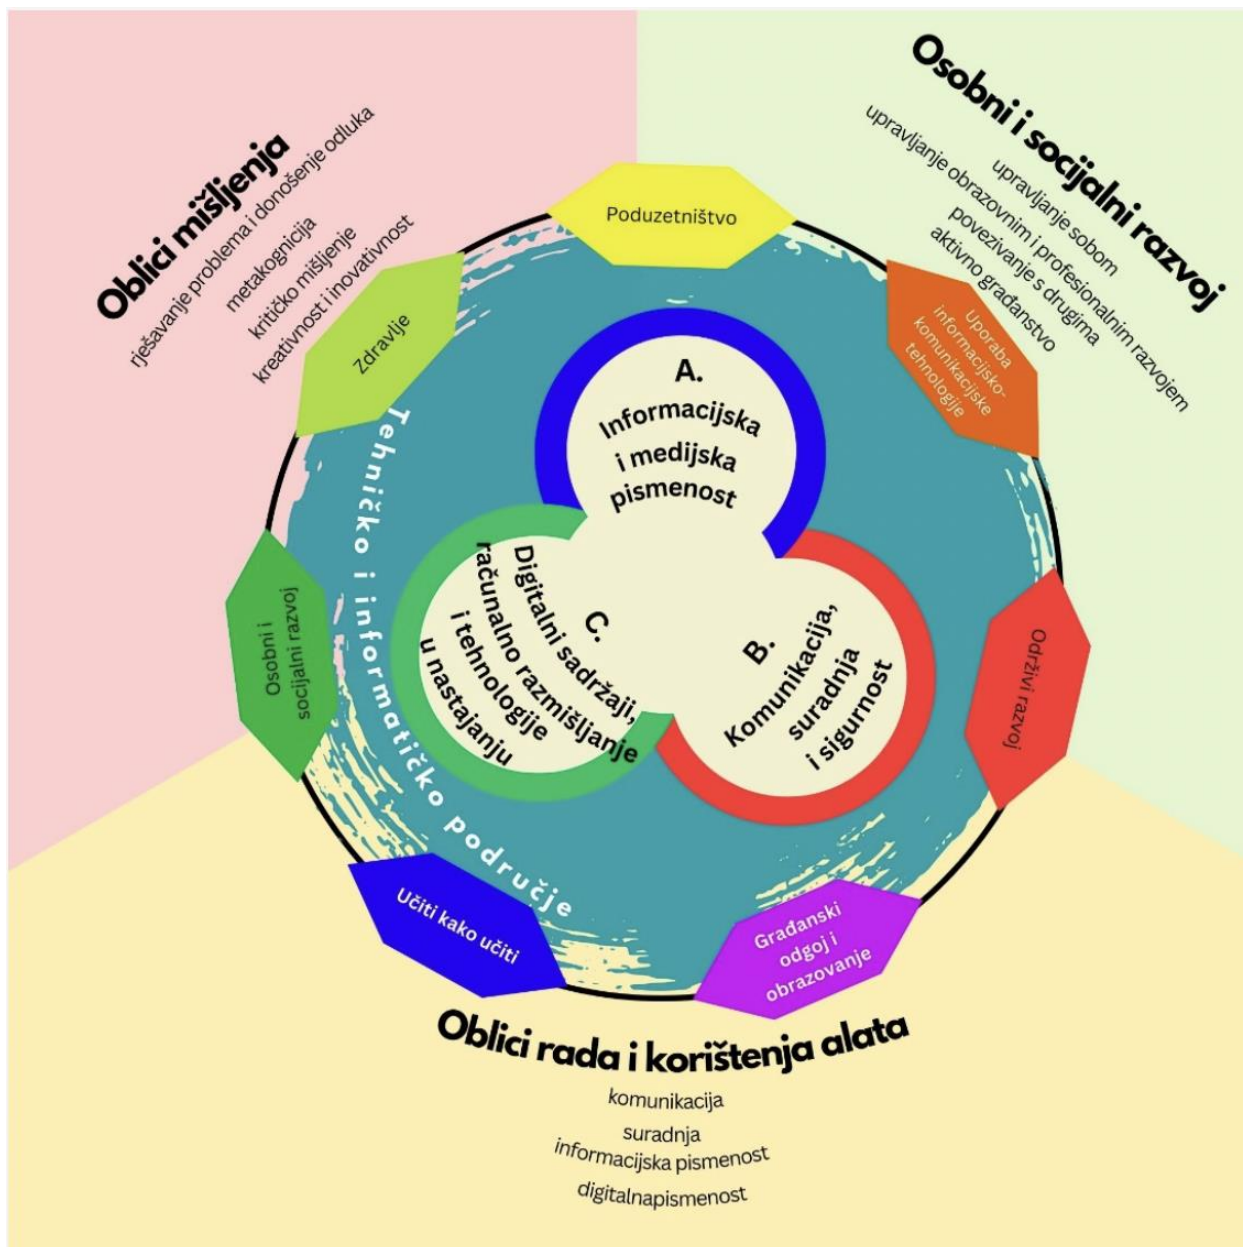 Oblici mišljenja
rješavanje problema i donošenje odluka
metakognicija
kritičko mišljenje
kreativnost i inovativnost
Osobni i socijalni razvoj
upravljanje sobom
upravljanje obrazovnim i profesionalnim razvojem
povezivanje s drugima
aktivno građanstvo
Poduzetništvo
Zdravlje
Uporaba
informacijsko-
komunikacijske
tehnologije
A.
Informacijska
i medijska
pismenost
Tehničko i informatičko područje
C.
Digitalni sadržaji,
računalno razmišljanje
i tehnologije
u nastajanju
B.
Komunikacija,
suradnja
i sigurnost
Osobni i
socijalni razvoj
Održivi razvoj
Učiti kako učiti
Građanski
odgoj i
obrazovanje
Oblici rada i korištenja alata
komunikacija
suradnja
informacijska pismenost
digitalnapismenost